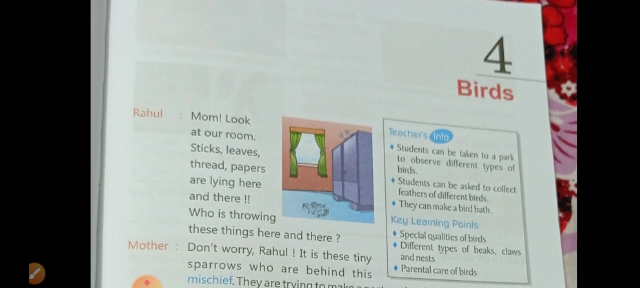 4
Birds
Rahul : Mom! Look
at our room.
Sticks, leaves,
thread, papers
are lying here
and there !!
Who is throwing
these things here and there ?
Mother : Don't worry, Rahul ! It is these tiny
sparrows who are behind this
mischief. They are trying to make a
Teacher's Info
♦ Students can be taken to a park
to observe different types of
birds.
♦ Students can be asked to collect
feathers of different birds.
♦ They can make a bird bath.
Key Learning Points
♦ Special qualities of birds
♦ Different types of beaks, claws
and nests
♦ Parental care of birds